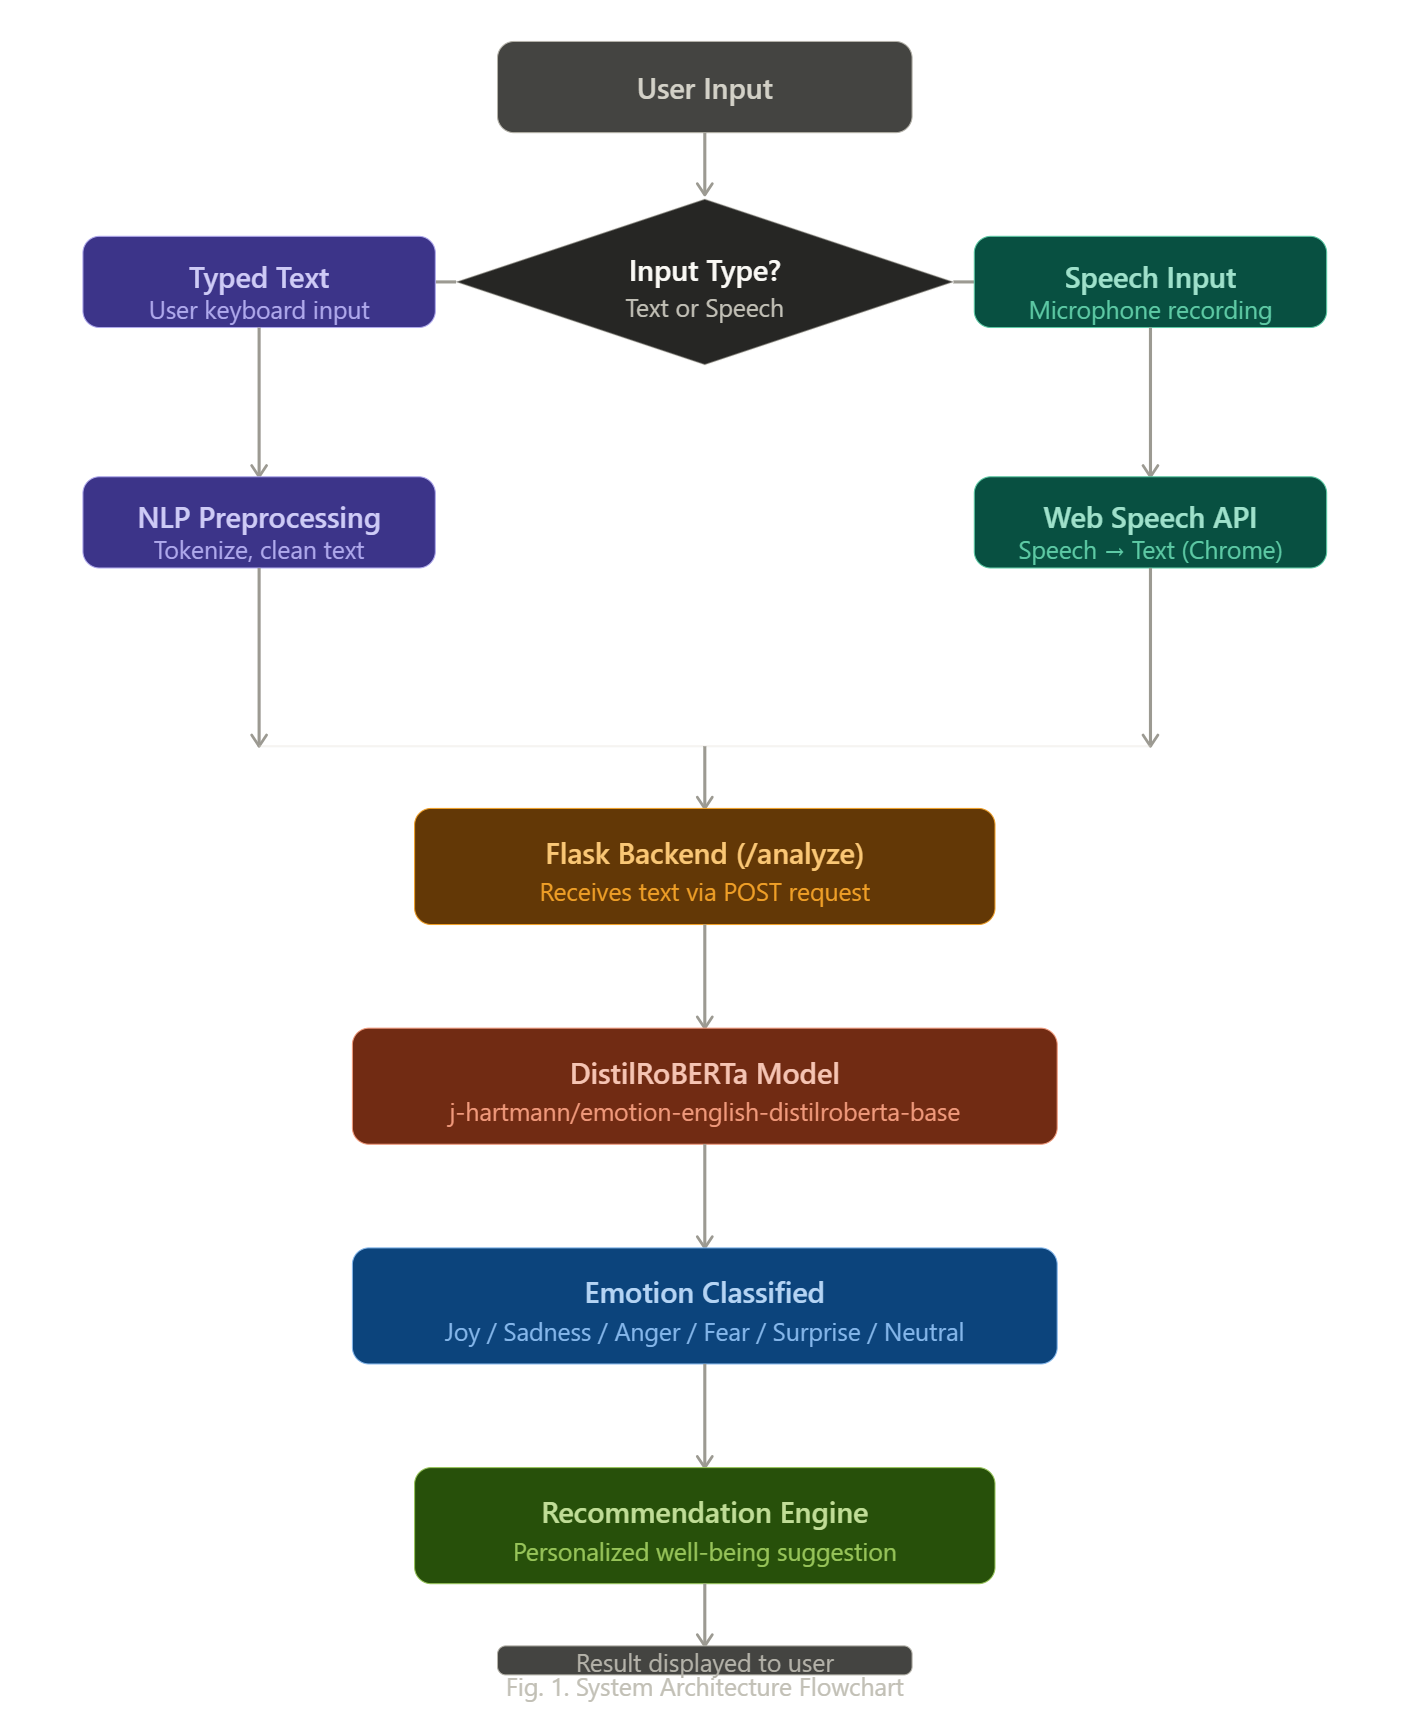 User Input
Input Type?
Text or Speech
Typed Text
User keyboard input
Speech Input
Microphone recording
NLP Preprocessing
Tokenize, clean text
Web Speech API
Speech → Text (Chrome)
Flask Backend (/analyze)
Receives text via POST request
DistilRoBERTa Model
j-hartmann/emotion-english-distilroberta-base
Emotion Classified
Joy / Sadness / Anger / Fear / Surprise / Neutral
Recommendation Engine
Personalized well-being suggestion
Result displayed to user
Fig. 1. System Architecture Flowchart